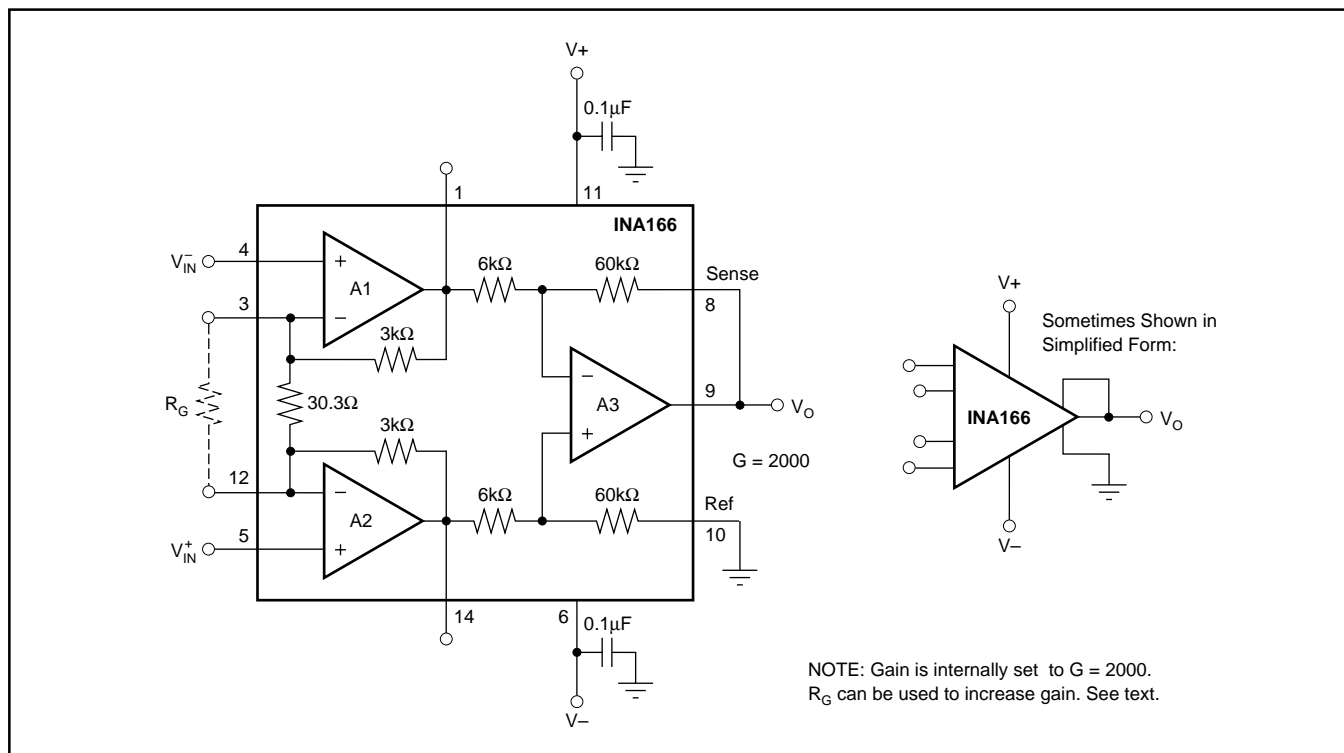 V+
0.1µF
1
11
INA166
4
V⁻IN
A1
+
–
6kΩ
60kΩ
Sense
8
3
3kΩ
RG
30.3Ω
A3
–
+
9
VO
G = 2000
3kΩ
12
A2
–
+
6kΩ
60kΩ
Ref
10
5
V⁺IN
14
6
0.1µF
V–
V+
Sometimes Shown in
Simplified Form:
INA166
VO
V–
NOTE: Gain is internally set to G = 2000.
RG can be used to increase gain. See text.